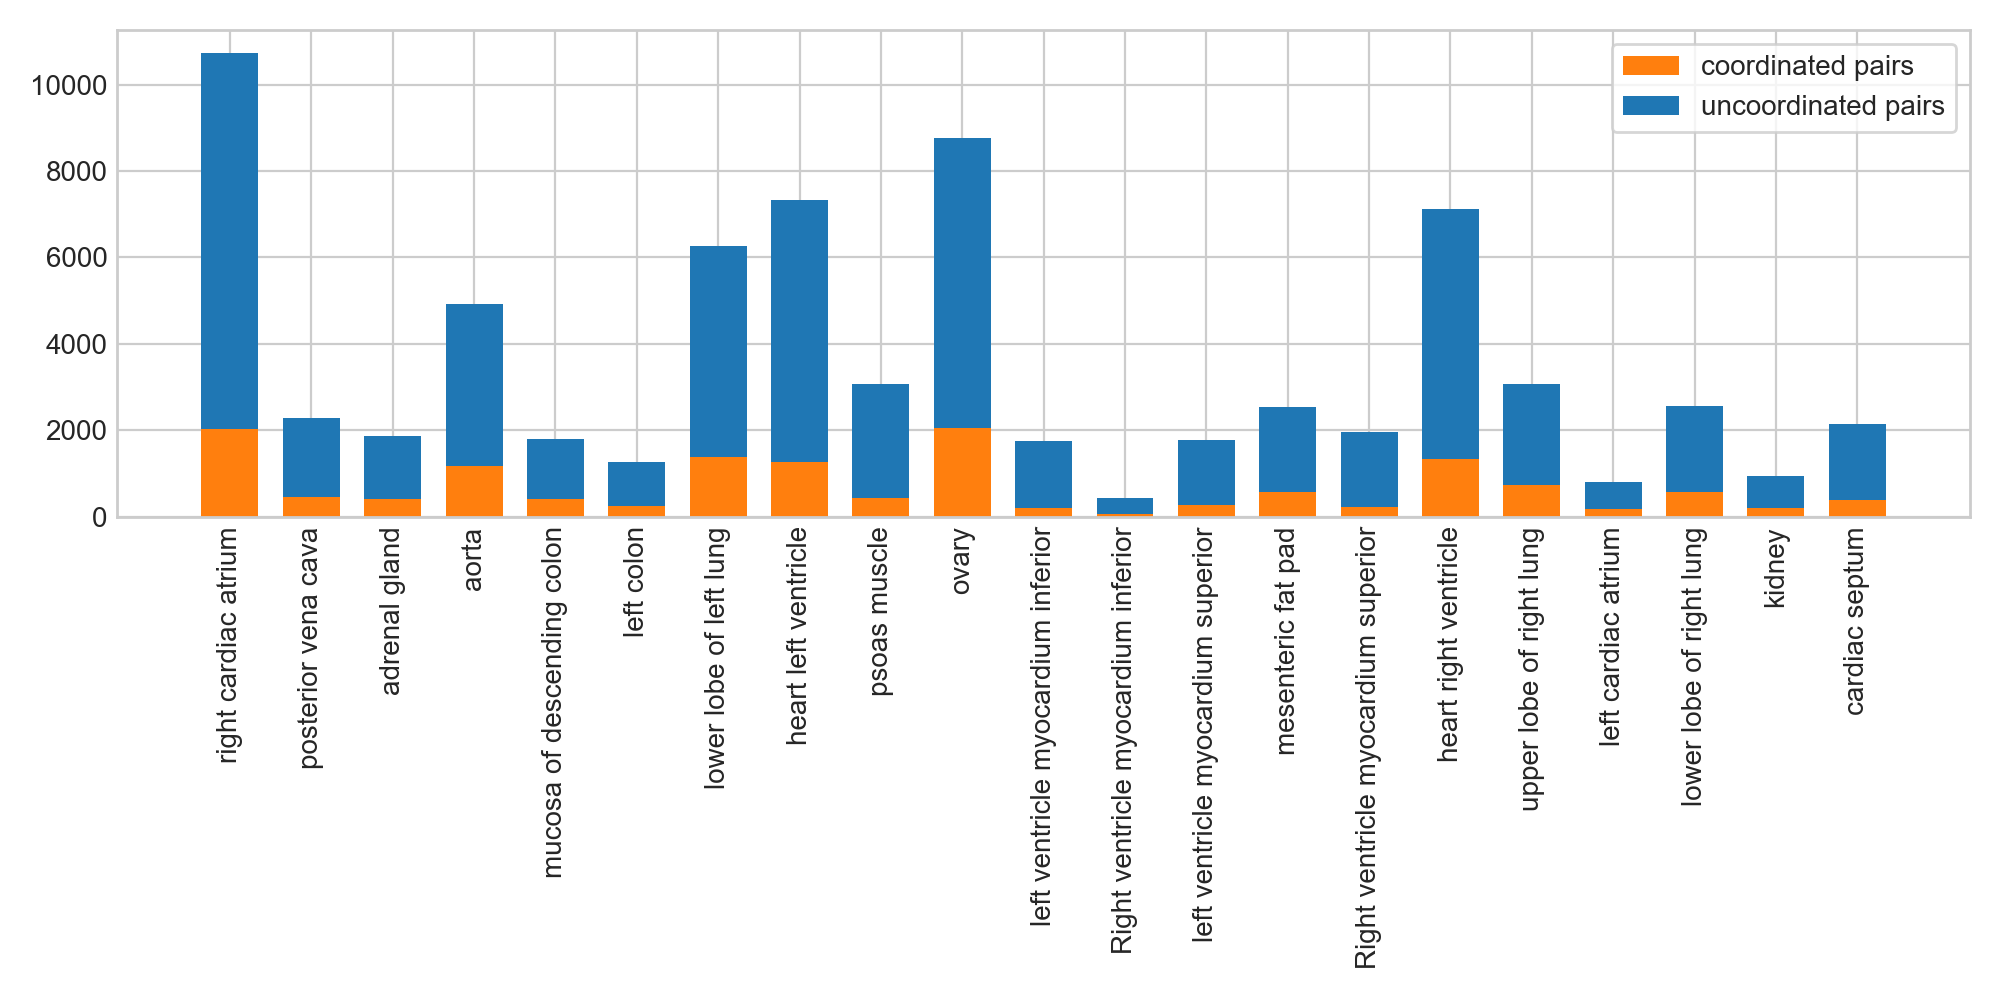 coordinated pairs
uncoordinated pairs
10000
8000
6000
4000
2000
0
right cardiac atrium
posterior vena cava
adrenal gland
aorta
mucosa of descending colon
left colon
lower lobe of left lung
heart left ventricle
psoas muscle
ovary
left ventricle myocardium inferior
Right ventricle myocardium inferior
left ventricle myocardium superior
mesenteric fat pad
Right ventricle myocardium superior
heart right ventricle
upper lobe of right lung
left cardiac atrium
lower lobe of right lung
kidney
cardiac septum